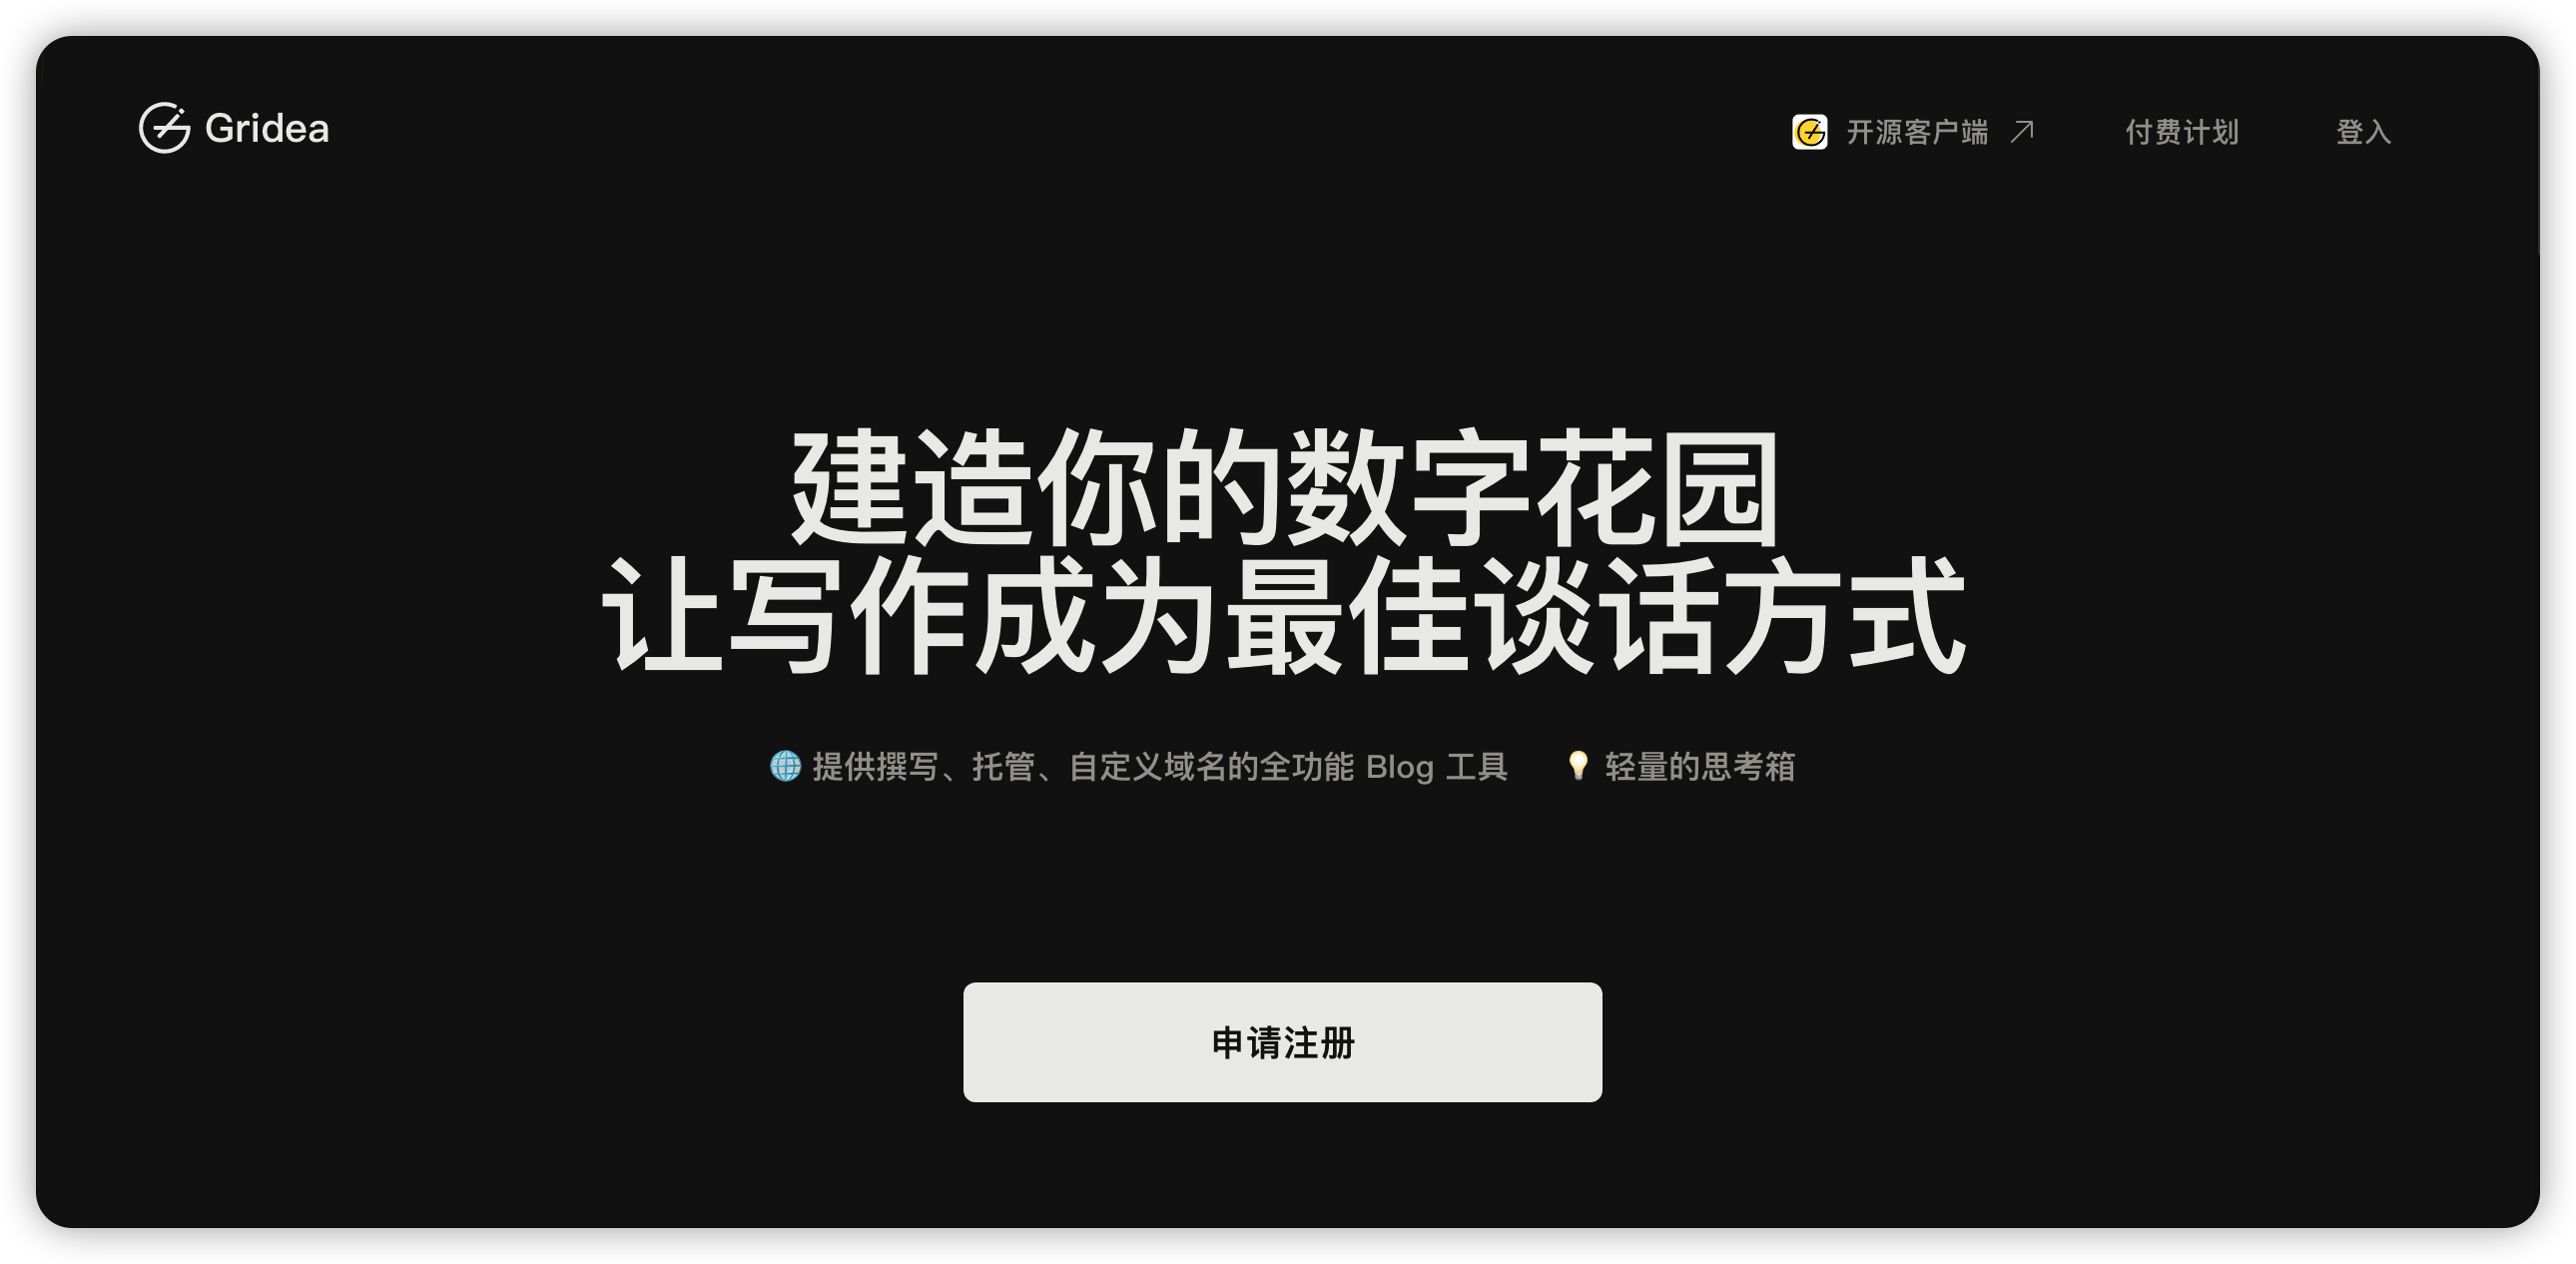 Gridea
开源客户端 付费计划 登入
建造你的数字花园
让写作成为最佳谈话方式
提供撰写、托管、自定义域名的全功能 Blog 工具 轻量的思考箱
申请注册